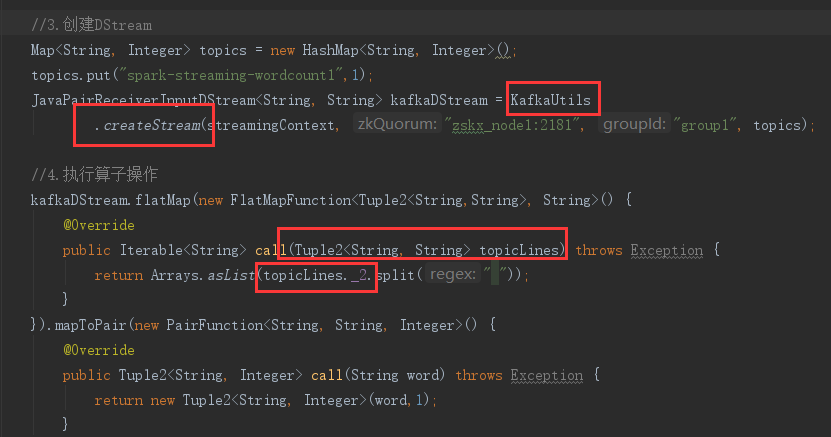 //3.创建DStream
Map<String, Integer> topics = new HashMap<String, Integer>();
topics.put("spark-streaming-wordcount1",1);
JavaPairReceiverInputDStream<String, String> kafkaDStream = KafkaUtils
.createStream(streamingContext, zkQuorum: "zskx_node1:2181", groupId: "group1", topics);
//4.执行算子操作
kafkaDStream.flatMap(new FlatMapFunction<Tuple2<String,String>, String>() {
@Override
public Iterable<String> call(Tuple2<String, String> topicLines) throws Exception {
return Arrays.asList(topicLines._2.split( regex: " "));
}
}).mapToPair(new PairFunction<String, String, Integer>() {
@Override
public Tuple2<String, Integer> call(String word) throws Exception {
return new Tuple2<String, Integer>(word,1);
}